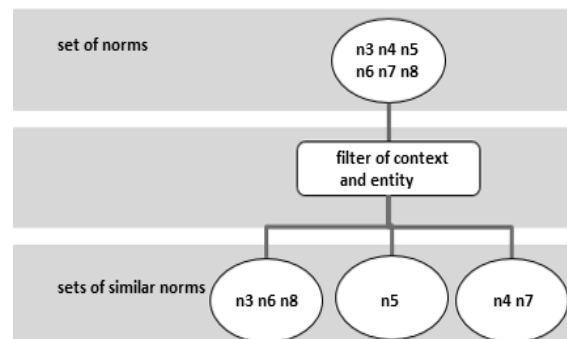 set of norms
n3 n4 n5
n6 n7 n8
filter of context
and entity
sets of similar norms
n3 n6 n8
n5
n4 n7